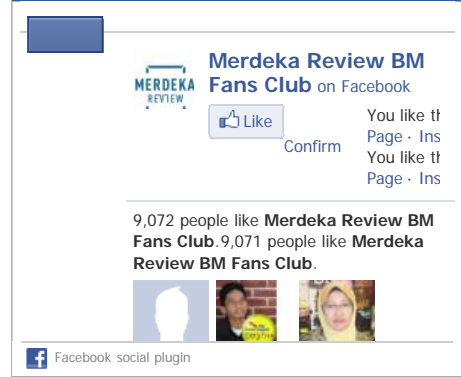 MERDEKA
REVIEW
Merdeka Review BM
Fans Club on Facebook
Like
Confirm
You like th
Page · Ins
You like th
Page · Ins
9,072 people like Merdeka Review BM
Fans Club.9,071 people like Merdeka
Review BM Fans Club.
Facebook social plugin